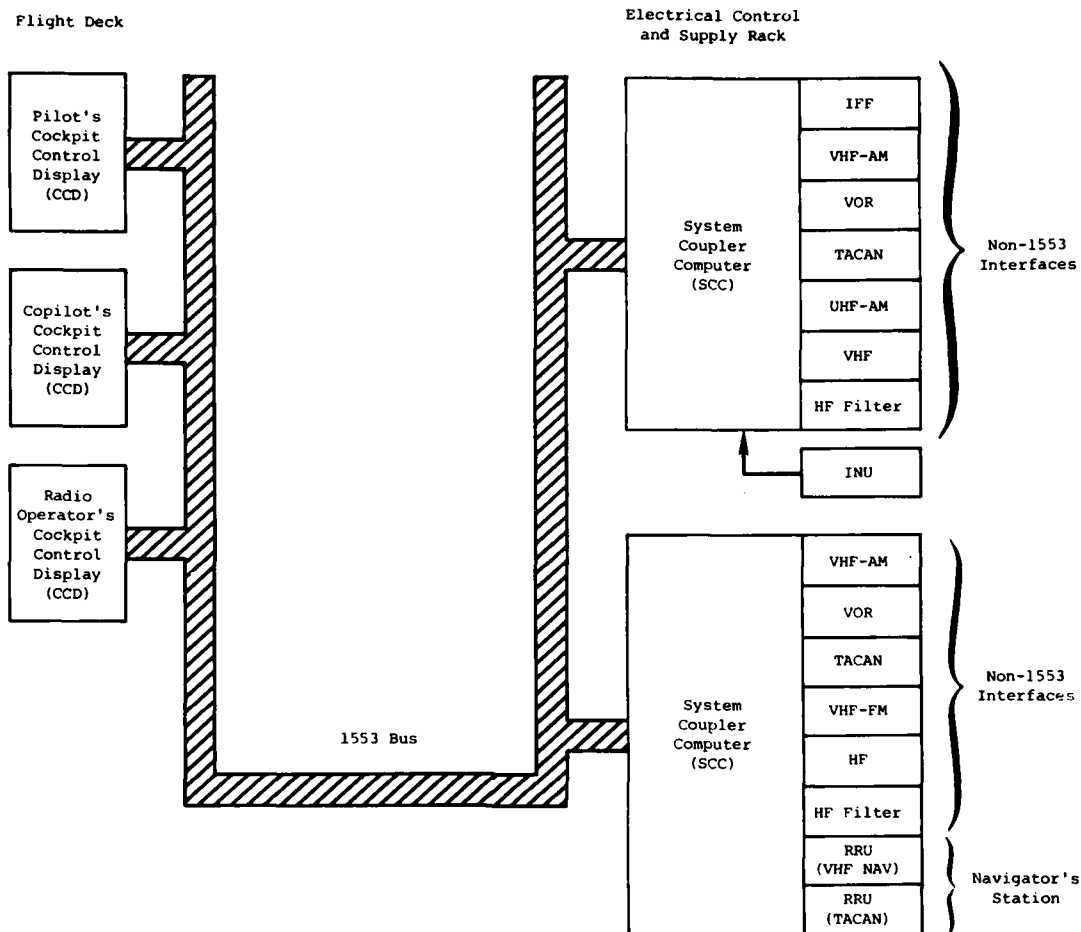 Flight Deck
Pilot's
Cockpit
Control
Display
(CCD)
Copilot's
Cockpit
Control
Display
(CCD)
Radio
Operator's
Cockpit
Control
Display
(CCD)
1553 Bus
Electrical Control
and Supply Rack
System
Coupler
Computer
(SCC)
IFF
VHF-AM
VOR
TACAN
UHF-AM
VHF
HF Filter
Non-1553
Interfaces
INU
System
Coupler
Computer
(SCC)
VHF-AM
VOR
TACAN
VHF-FM
HF
HF Filter
RRU
(VHF NAV)
RRU
(TACAN)
Non-1553
Interfaces
Navigator's
Station